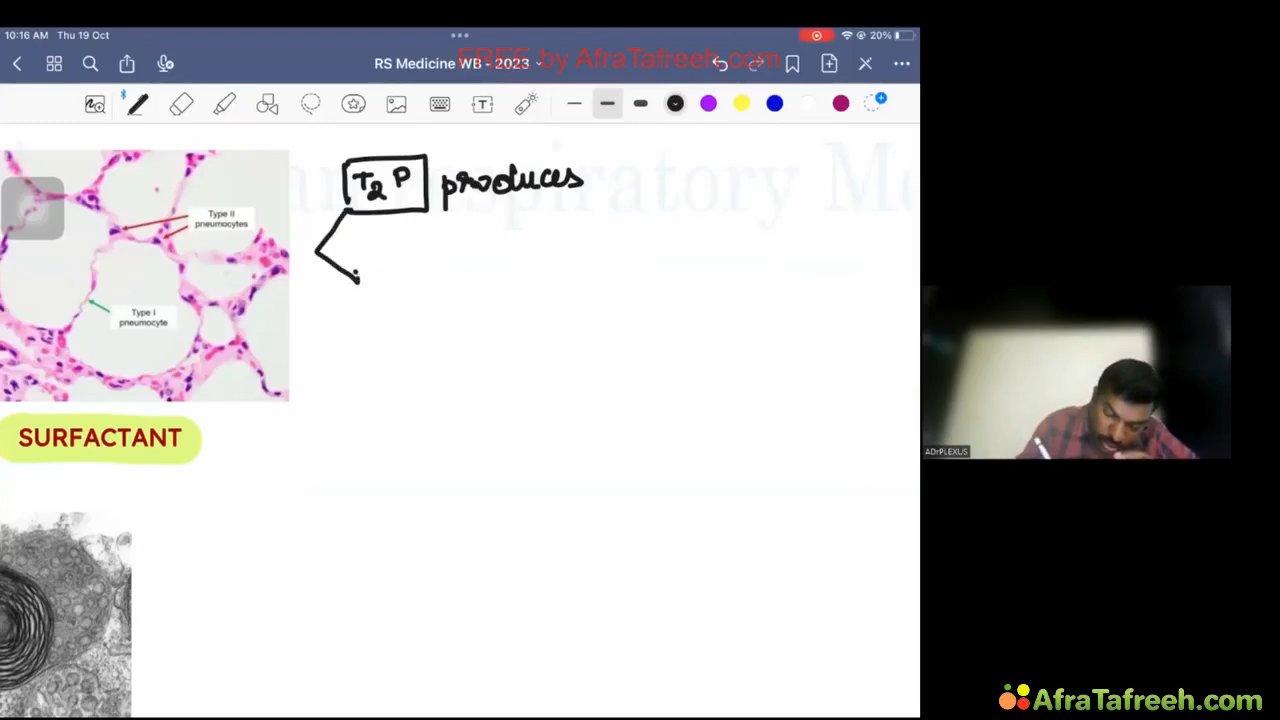 10:16 AM Thu 19 Oct
20%
RS Medicine WB - 2023
FREE by AfraTafreeh.com
T
T2 P produces
Type II
pneumocytes
Type I
pneumocyte
SURFACTANT
ADrPLEXUS
AfraTafreeh.com